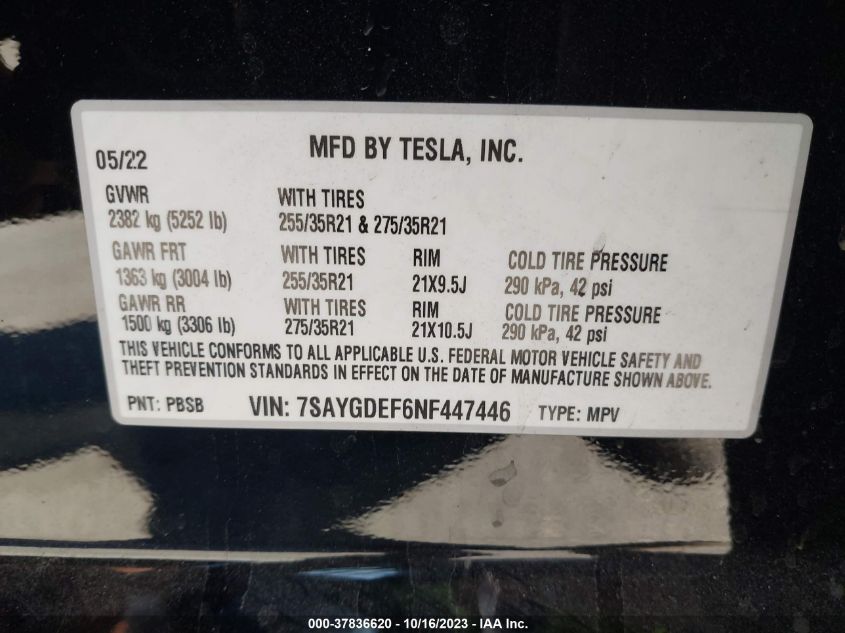 05/22 MFD BY TESLA, INC.
GVWR WITH TIRES
2382 kg (5252 lb) 255/35R21 & 275/35R21
GAWR FRT WITH TIRES RIM COLD TIRE PRESSURE
1363 kg (3004 lb) 255/35R21 21X9.5J 290 kPa, 42 psi
GAWR RR WITH TIRES RIM COLD TIRE PRESSURE
1500 kg (3306 lb) 275/35R21 21X10.5J 290 kPa, 42 psi
THIS VEHICLE CONFORMS TO ALL APPLICABLE U.S. FEDERAL MOTOR VEHICLE SAFETY AND
THEFT PREVENTION STANDARDS IN EFFECT ON THE DATE OF MANUFACTURE SHOWN ABOVE.
PNT: PBSB VIN: 7SAYGDEF6NF447446 TYPE: MPV
000-37836620 - 10/16/2023 - IAA Inc.